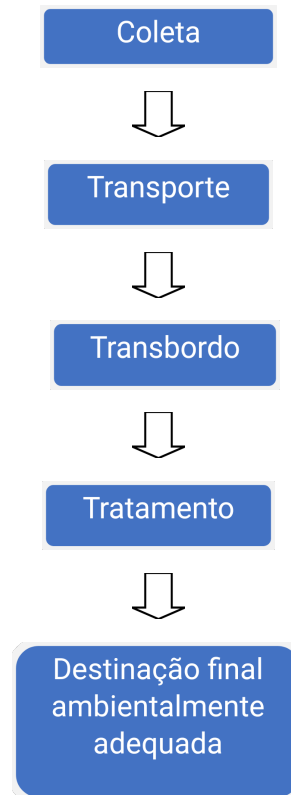 Coleta
Transporte
Transbordo
Tratamento
Destinação final
ambientalmente
adequada